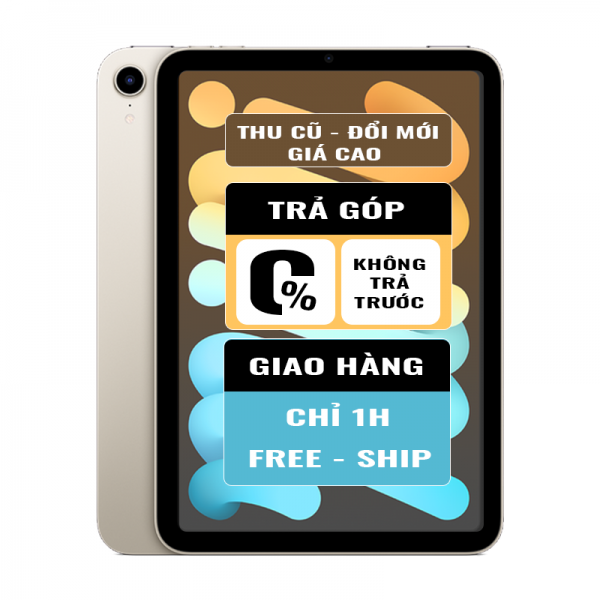 THU CŨ - ĐỔI MỚI
GIÁ CAO
TRẢ GÓP
0%
KHÔNG
TRẢ
TRƯỚC
GIAO HÀNG
CHỈ 1H
FREE - SHIP